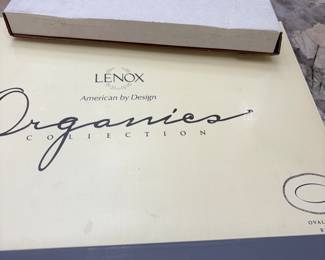 LENOX
American by Design
Organics
COLLECTION
OVAL